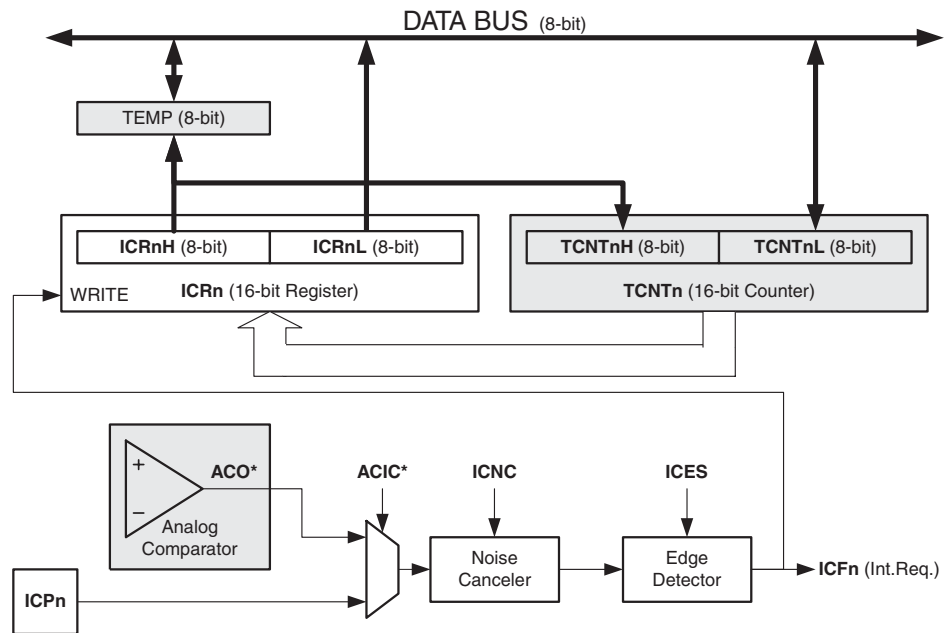 DATA BUS (8-bit)
TEMP (8-bit)
ICRnH (8-bit) ICRnL (8-bit) TCNTnH (8-bit) TCNTnL (8-bit)
WRITE ICRn (16-bit Register) TCNTn (16-bit Counter)
+ ACO* ACIC* ICNC ICES
−
Analog
Comparator
Noise
Canceler
Edge
Detector
ICFn (Int.Req.)
ICPn